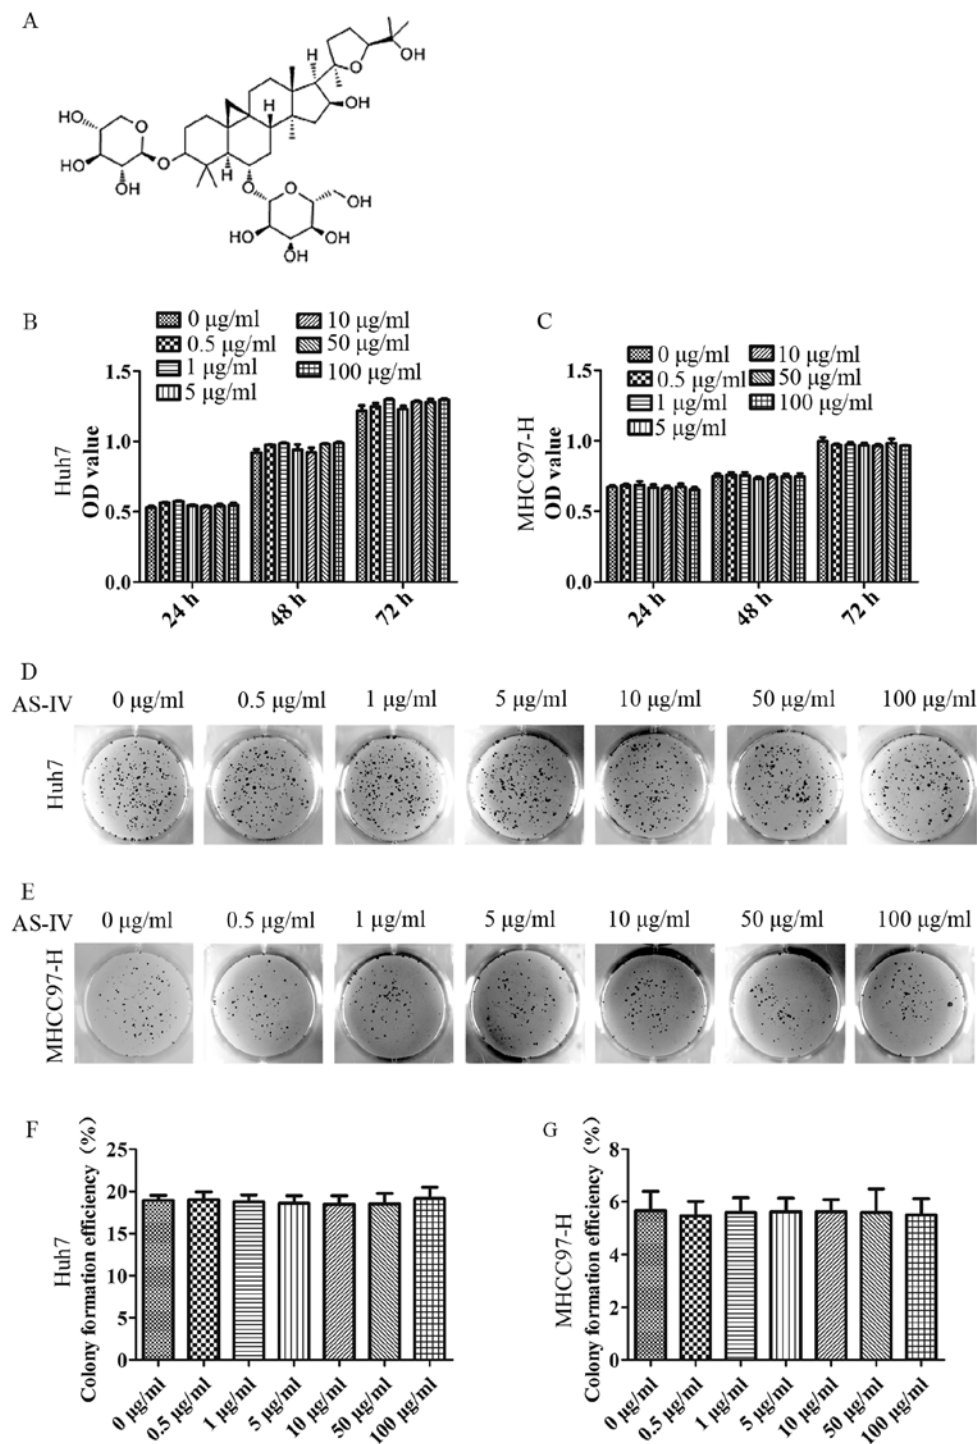 A
H
OH
O
H
OH
H
O
HO
O
HO
OH
H
O
O
OH
HO
OH
OH
B
0 μg/ml
10 μg/ml
0.5 μg/ml
50 μg/ml
1 μg/ml
100 μg/ml
5 μg/ml
Huh7
OD value
1.5
1.0
0.5
0.0
24 h
48 h
72 h
C
0 μg/ml
10 μg/ml
0.5 μg/ml
50 μg/ml
1 μg/ml
100 μg/ml
5 μg/ml
MHCC97-H
OD value
1.5
1.0
0.5
0.0
24 h
48 h
72 h
D
AS-IV 0 μg/ml 0.5 μg/ml 1 μg/ml 5 μg/ml 10 μg/ml 50 μg/ml 100 μg/ml
Huh7
E
AS-IV 0 μg/ml 0.5 μg/ml 1 μg/ml 5 μg/ml 10 μg/ml 50 μg/ml 100 μg/ml
MHCC97-H
F
Huh7
Colony formation efficiency (%)
25
20
15
10
5
0
0 μg/ml
0.5 μg/ml
1 μg/ml
5 μg/ml
10 μg/ml
50 μg/ml
100 μg/ml
G
MHCC97-H
Colony formation efficiency (%)
8
6
4
2
0
0 μg/ml
0.5 μg/ml
1 μg/ml
5 μg/ml
10 μg/ml
50 μg/ml
100 μg/ml